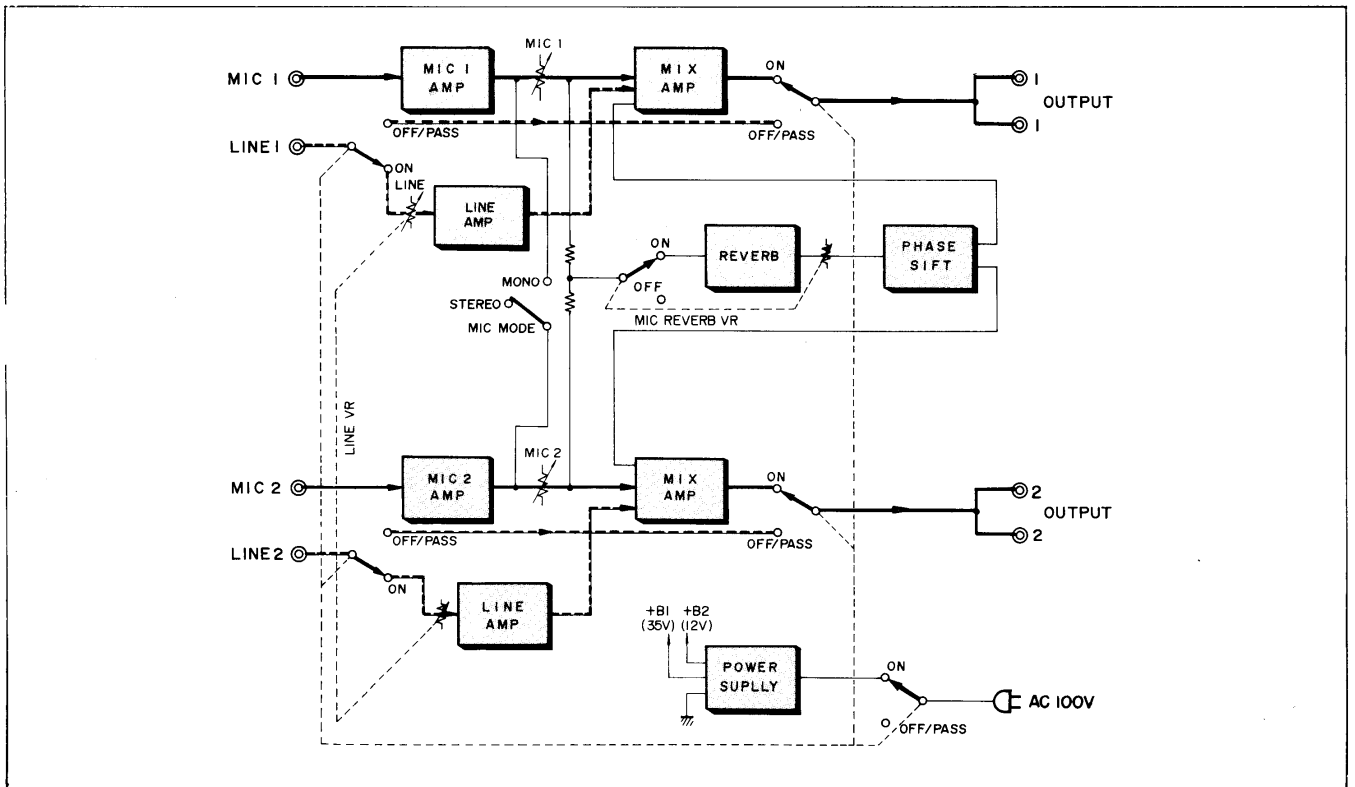 MIC 1
MIC 1
AMP
MIC 1
MIX
AMP
ON
1
OUTPUT
1
OFF/PASS
OFF/PASS
LINE 1
ON
LINE
LINE
AMP
ON
REVERB
PHASE
SIFT
MONO
OFF
STEREO
MIC MODE
MIC REVERB VR
LINE VR
MIC 2
MIC 2
AMP
MIC 2
MIX
AMP
ON
2
OUTPUT
2
OFF/PASS
OFF/PASS
LINE 2
ON
LINE
AMP
+B1
(35V)
+B2
(12V)
POWER
SUPLLY
ON
AC 100V
OFF/PASS